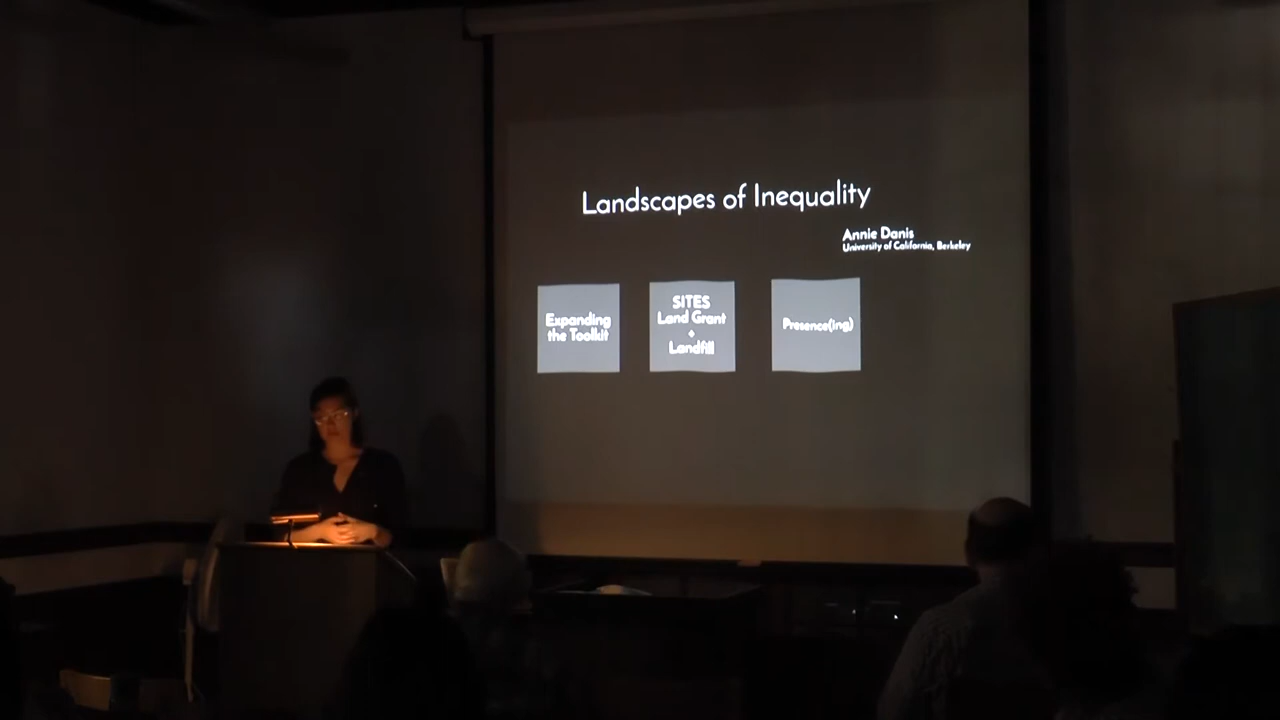 Landscapes of Inequality
Annie Danis
University of California, Berkeley
Expanding
the Toolkit
SITES
Land Grant
+
Landfill
Presence(ing)